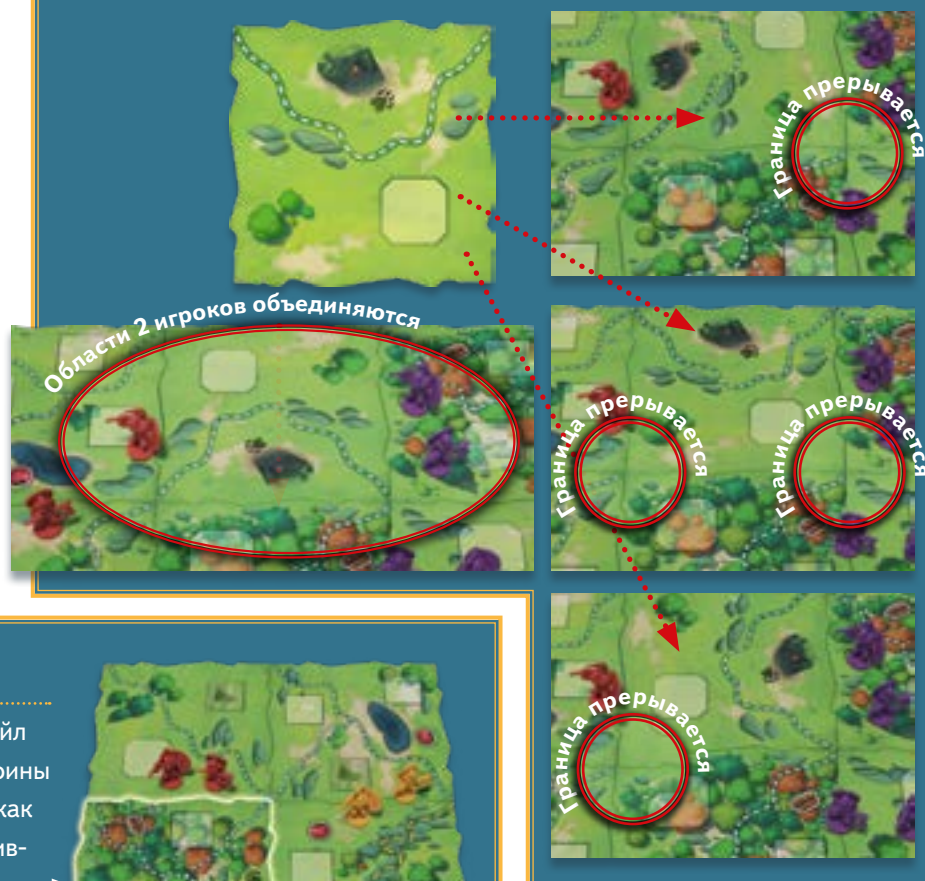 Граница прерывается
Области 2 игроков объединяются
Граница прерывается
Граница прерывается
Граница прерывается
йл
рины
как
ив-